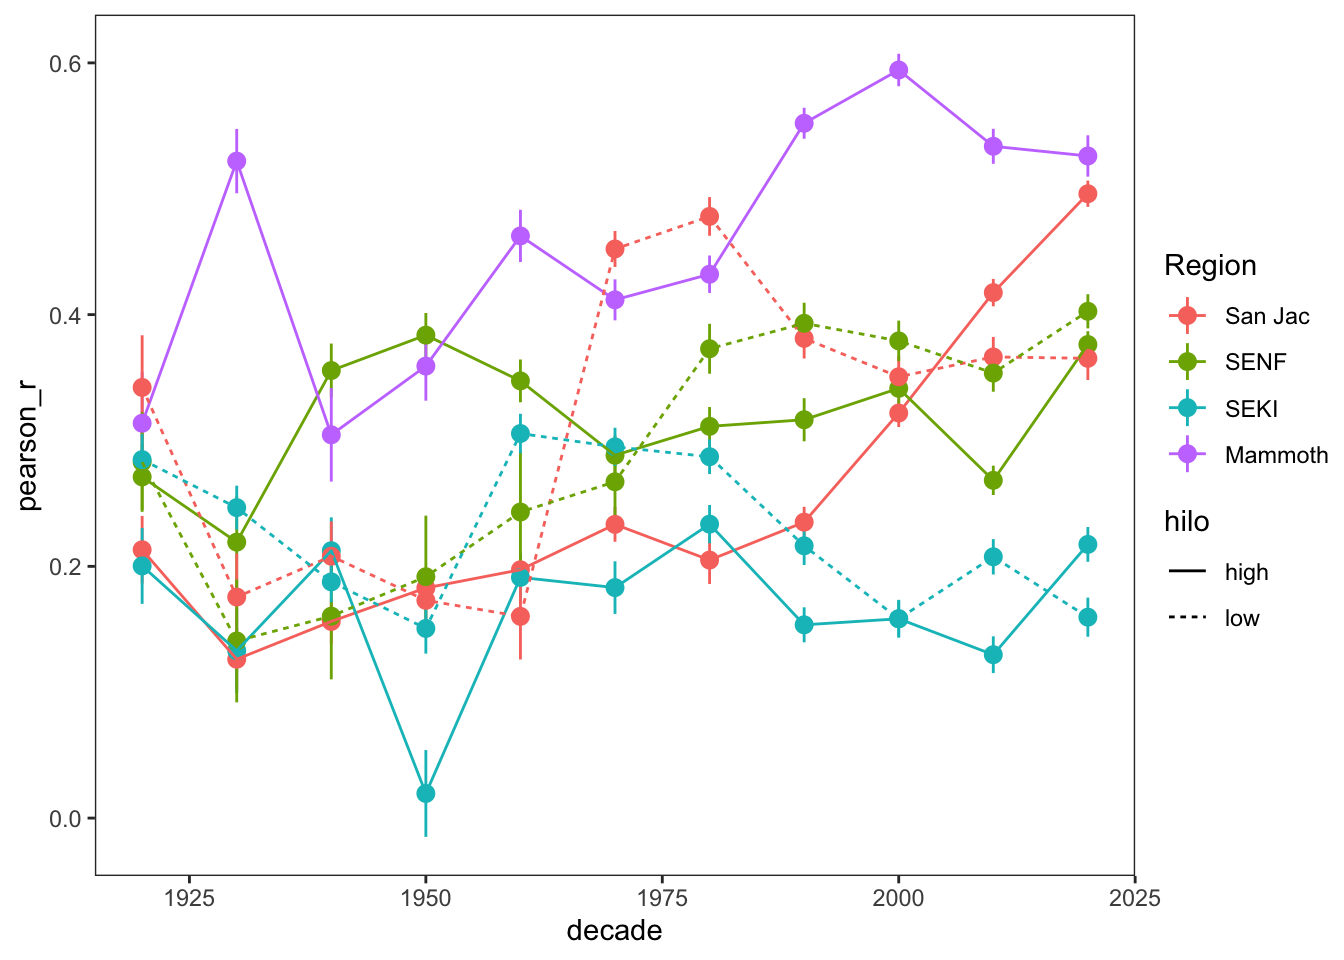 0.6
0.4
0.2
0.0
pearson_r
1925
1950
1975
2000
2025
decade
Region
San Jac
SENF
SEKI
Mammoth
hilo
high
low